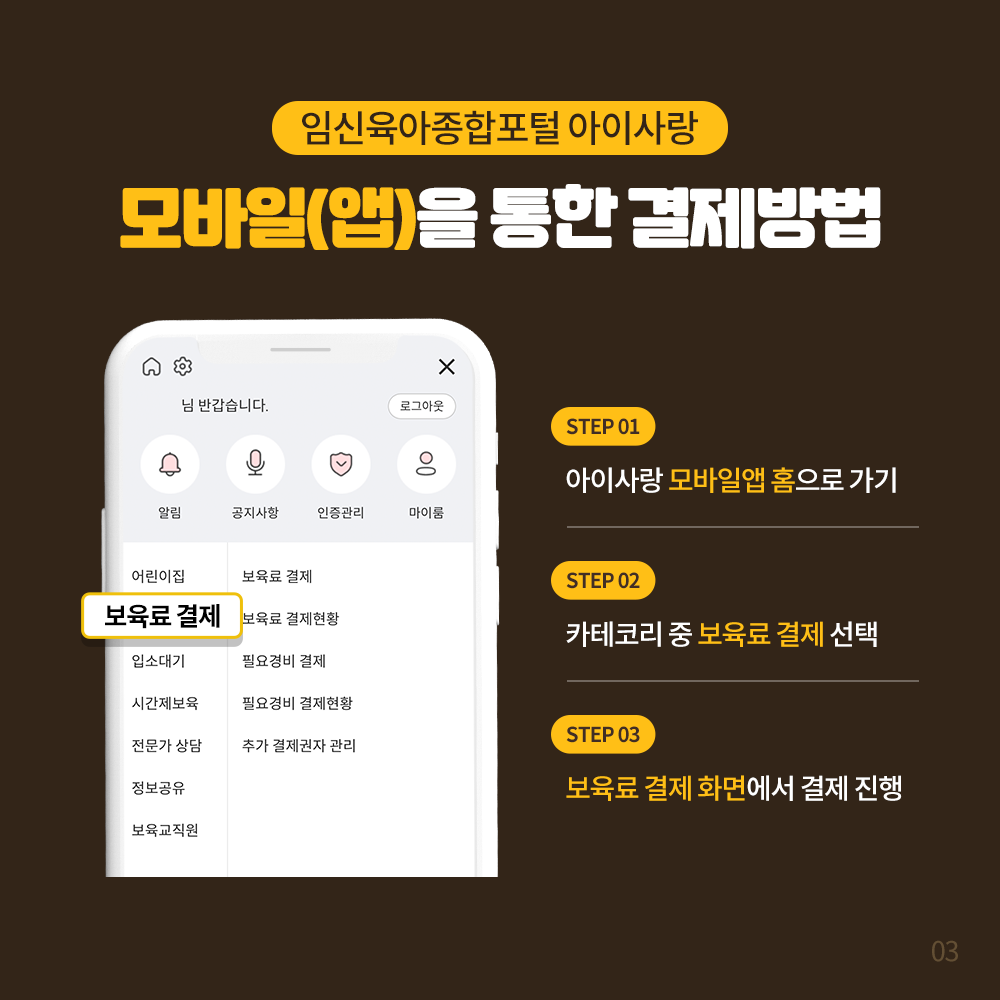 임신육아종합포털 아이사랑
모바일(앱)을 통한 결제방법
님 반갑습니다.
로그아웃
알림
공지사항
인증관리
마이룸
어린이집
보육료 결제
입소대기
시간제보육
전문가 상담
정보공유
보육교직원
보육료 결제
보육료 결제현황
필요경비 결제
필요경비 결제현황
추가 결제권자 관리
STEP 01
아이사랑 모바일앱 홈으로 가기
STEP 02
카테코리 중 보육료 결제 선택
STEP 03
보육료 결제 화면에서 결제 진행
03